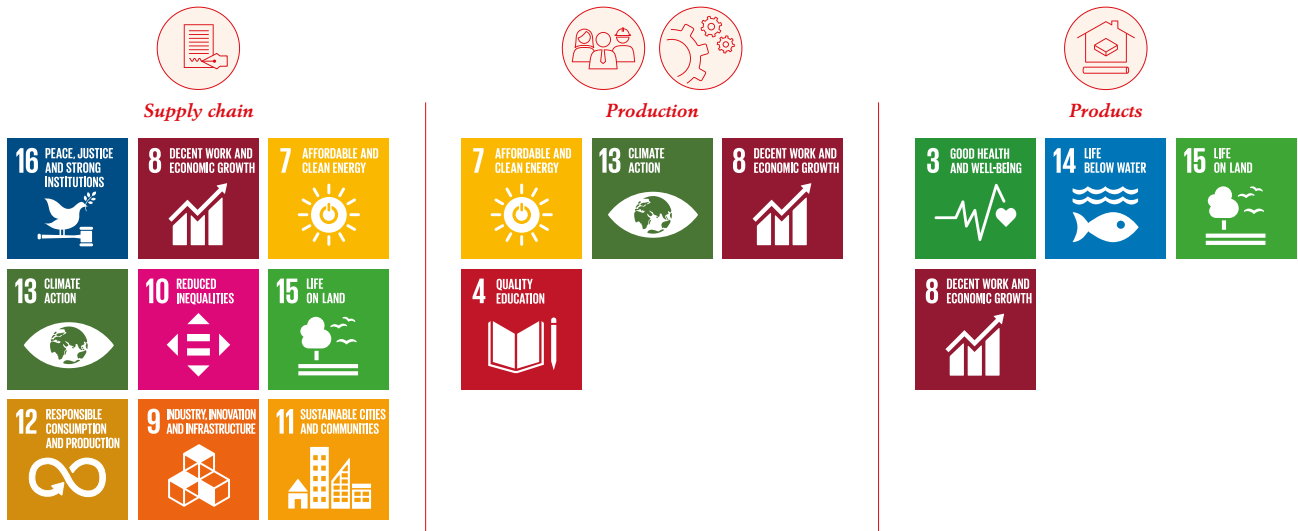 Supply chain
16 PEACE, JUSTICE
AND STRONG
INSTITUTIONS
8 DECENT WORK AND
ECONOMIC GROWTH
7 AFFORDABLE AND
CLEAN ENERGY
13 CLIMATE
ACTION
10 REDUCED
INEQUALITIES
15 LIFE
ON LAND
12 RESPONSIBLE
CONSUMPTION
AND PRODUCTION
9 INDUSTRY, INNOVATION
AND INFRASTRUCTURE
11 SUSTAINABLE CITIES
AND COMMUNITIES
Production
7 AFFORDABLE AND
CLEAN ENERGY
13 CLIMATE
ACTION
8 DECENT WORK AND
ECONOMIC GROWTH
4 QUALITY
EDUCATION
Products
3 GOOD HEALTH
AND WELL-BEING
14 LIFE
BELOW WATER
15 LIFE
ON LAND
8 DECENT WORK AND
ECONOMIC GROWTH